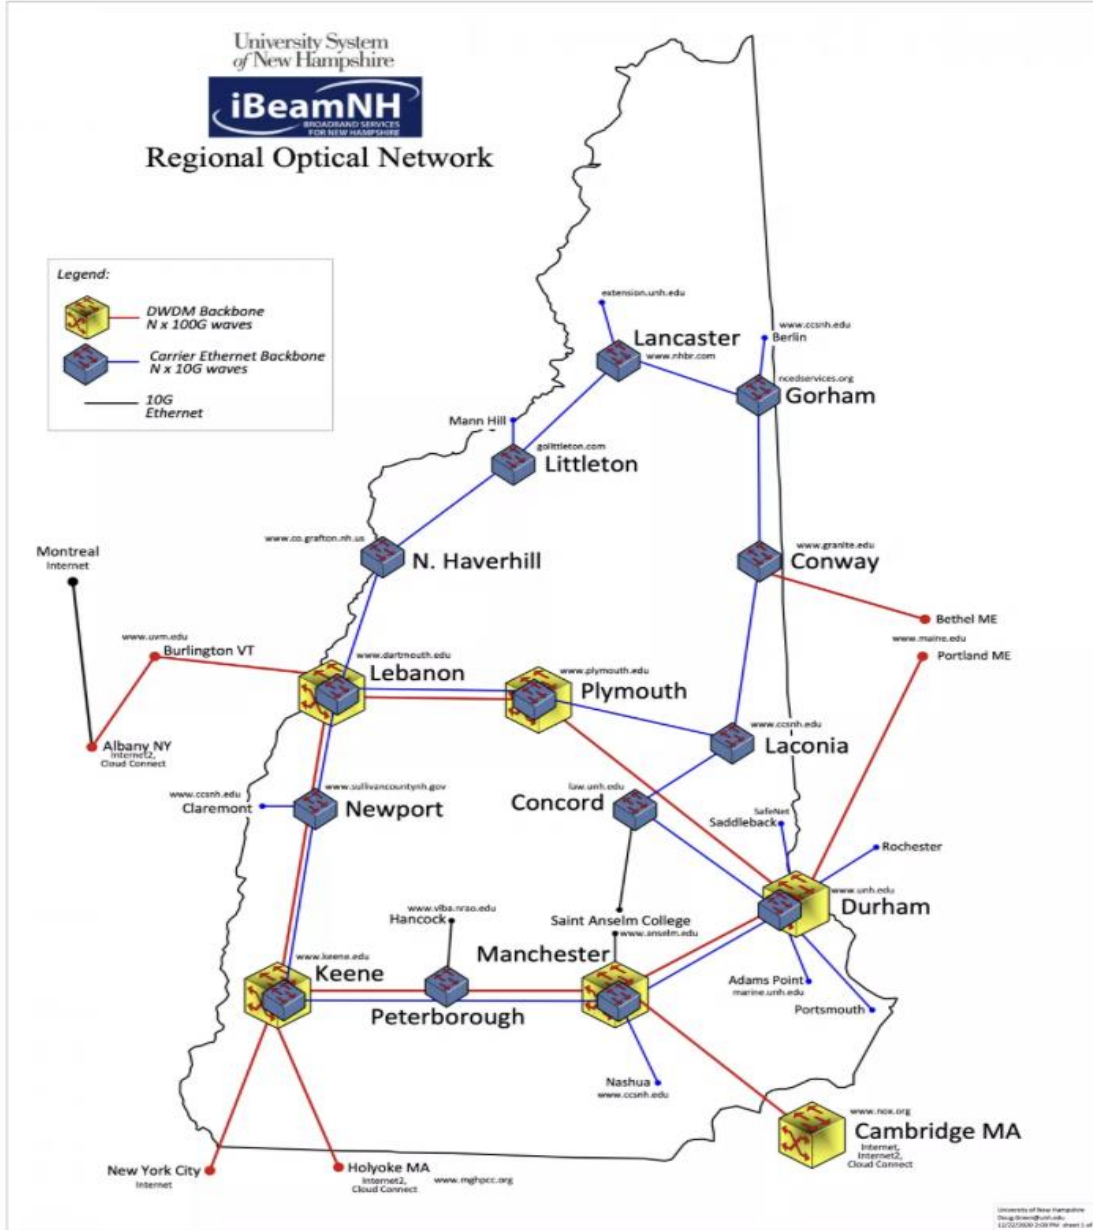 University System
of New Hampshire
iBeamNH
BROADBAND SERVICES
FOR NEW HAMPSHIRE
Regional Optical Network
Legend:
DWDM Backbone
N x 100G waves
Carrier Ethernet Backbone
N x 10G waves
10G
Ethernet
extension.unh.edu
Lancaster
www.nhbr.com
www.ccsnh.edu
Berlin
ncedservices.org
Gorham
Mann Hill
golittleton.com
Littleton
www.co.grafton.nh.us
N. Haverhill
www.granite.edu
Conway
Montreal
Internet
Bethel ME
www.maine.edu
Portland ME
www.uvm.edu
Burlington VT
www.dartmouth.edu
Lebanon
www.plymouth.edu
Plymouth
Albany NY
Internet2,
Cloud Connect
www.ccsnh.edu
Laconia
www.ccsnh.edu
Claremont
www.sullivancountynh.gov
Newport
law.unh.edu
Concord
SafeNet
Saddleback
Rochester
www.unh.edu
Durham
www.vlba.nrao.edu
Hancock
Saint Anselm College
www.anselm.edu
Manchester
www.keene.edu
Keene
Peterborough
Adams Point
marine.unh.edu
Portsmouth
Nashua
www.ccsnh.edu
www.nox.org
Cambridge MA
Internet,
Internet2,
Cloud Connect
New York City
Internet
Holyoke MA
Internet2,
Cloud Connect
www.mghpcc.org
University of New Hampshire